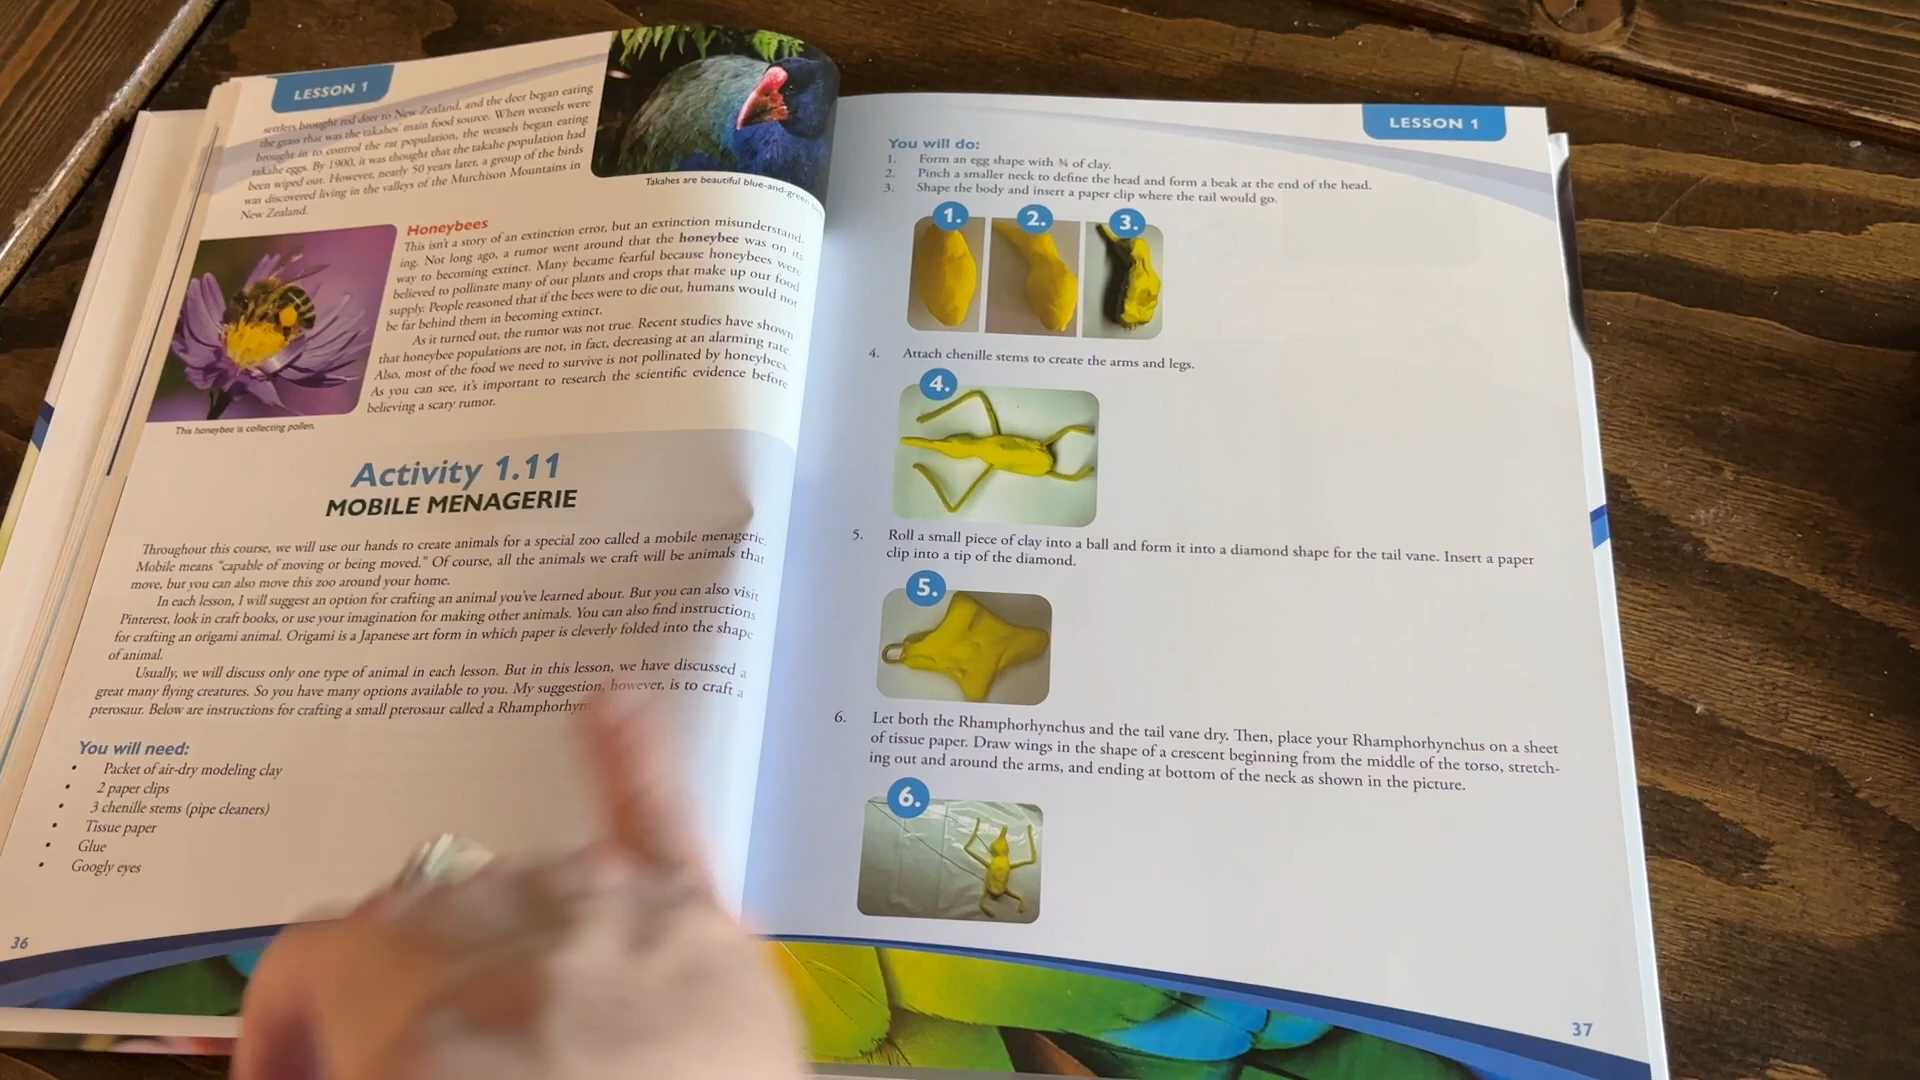 LESSON 1
settlers brought red deer to New Zealand, and the deer began eating
the grass that was the takahes' main food source. When weasels were
brought in to control the rat population, the weasels began eating
takahe eggs. By 1900, it was thought that the takahe population had
been wiped out. However, nearly 50 years later, a group of the birds
was discovered living in the valleys of the Murchison Mountains in
New Zealand.
Takahes are beautiful blue-and-green
Honeybees
This isn't a story of an extinction error, but an extinction misunderstand-
ing. Not long ago, a rumor went around that the honeybee was on its
way to becoming extinct. Many became fearful because honeybees were
believed to pollinate many of our plants and crops that make up our food
supply. People reasoned that if the bees were to die out, humans would not
be far behind them in becoming extinct.
As it turned out, the rumor was not true. Recent studies have shown
that honeybee populations are not, in fact, decreasing at an alarming rate.
Also, most of the food we need to survive is not pollinated by honeybees.
As you can see, it's important to research the scientific evidence before
believing a scary rumor.
This honeybee is collecting pollen.
Activity 1.11
MOBILE MENAGERIE
Throughout this course, we will use our hands to create animals for a special zoo called a mobile menagerie.
Mobile means "capable of moving or being moved." Of course, all the animals we craft will be animals that
move, but you can also move this zoo around your home.
In each lesson, I will suggest an option for crafting an animal you've learned about. But you can also visit
Pinterest, look in craft books, or use your imagination for making other animals. You can also find instructions
for crafting an origami animal. Origami is a Japanese art form in which paper is cleverly folded into the shape
of animal.
Usually, we will discuss only one type of animal in each lesson. But in this lesson, we have discussed a
great many flying creatures. So you have many options available to you. My suggestion, however, is to craft a
pterosaur. Below are instructions for crafting a small pterosaur called a Rhamphorhyn
You will need:
• Packet of air-dry modeling clay
• 2 paper clips
• 3 chenille stems (pipe cleaners)
• Tissue paper
• Glue
• Googly eyes
36
LESSON 1
You will do:
1. Form an egg shape with ¾ of clay.
2. Pinch a smaller neck to define the head and form a beak at the end of the head.
3. Shape the body and insert a paper clip where the tail would go.
1. 2. 3.
4. Attach chenille stems to create the arms and legs.
4.
5. Roll a small piece of clay into a ball and form it into a diamond shape for the tail vane. Insert a paper
clip into a tip of the diamond.
5.
6. Let both the Rhamphorhynchus and the tail vane dry. Then, place your Rhamphorhynchus on a sheet
of tissue paper. Draw wings in the shape of a crescent beginning from the middle of the torso, stretch-
ing out and around the arms, and ending at bottom of the neck as shown in the picture.
6.
37